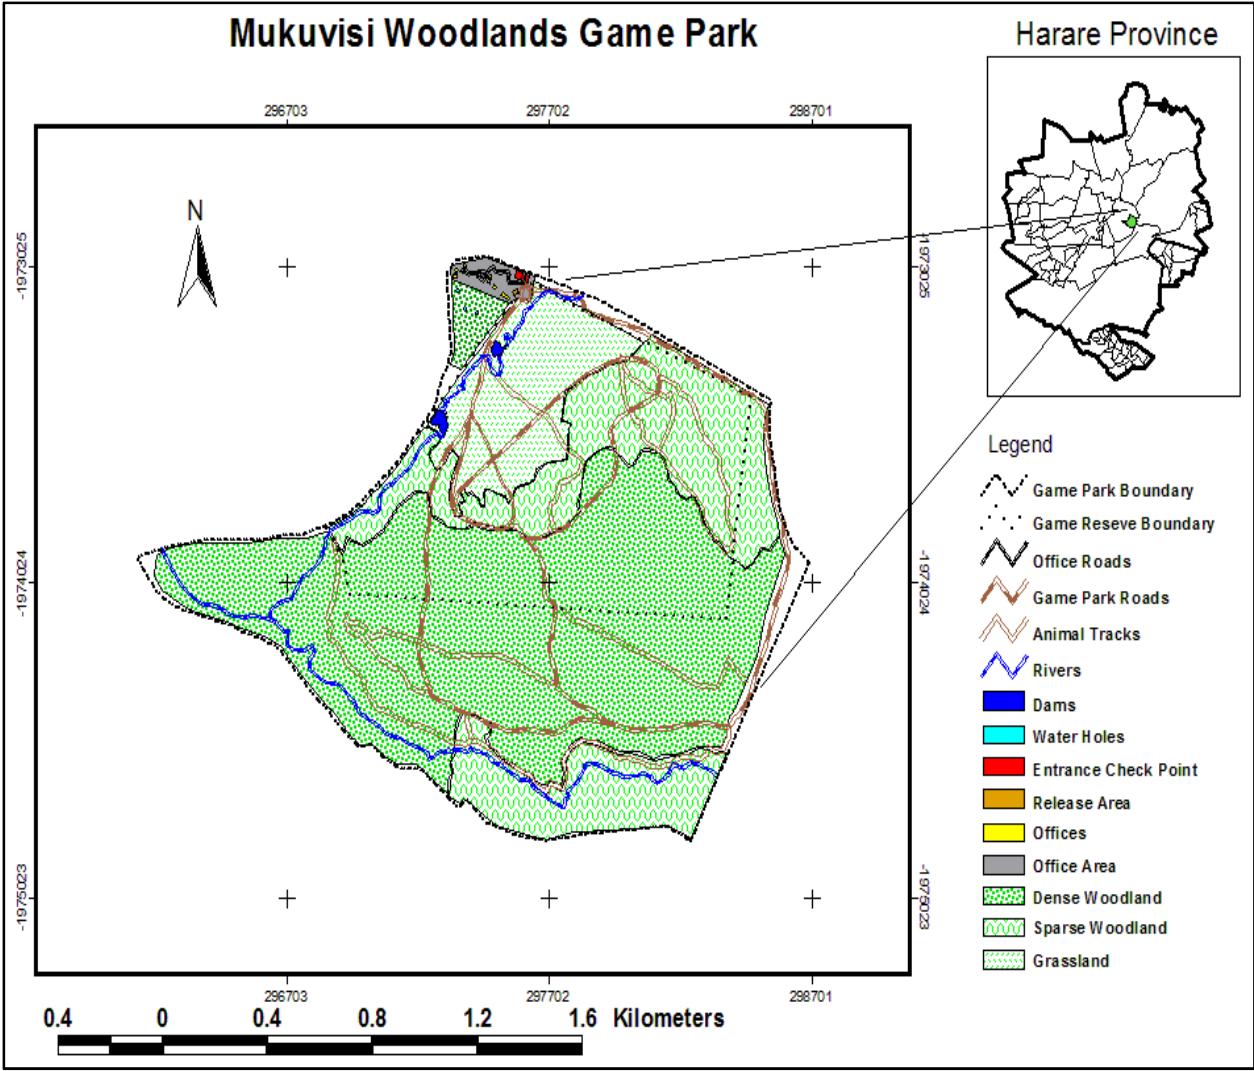 Mukuvisi Woodlands Game Park
Harare Province
296703 297702 298701
N
-1973025 -1973025
-1974024 -1974024
-1975023 -1975023
296703 297702 298701
0.4 0 0.4 0.8 1.2 1.6 Kilometers
Legend
Game Park Boundary
Game Reseve Boundary
Office Roads
Game Park Roads
Animal Tracks
Rivers
Dams
Water Holes
Entrance Check Point
Release Area
Offices
Office Area
Dense Woodland
Sparse Woodland
Grassland